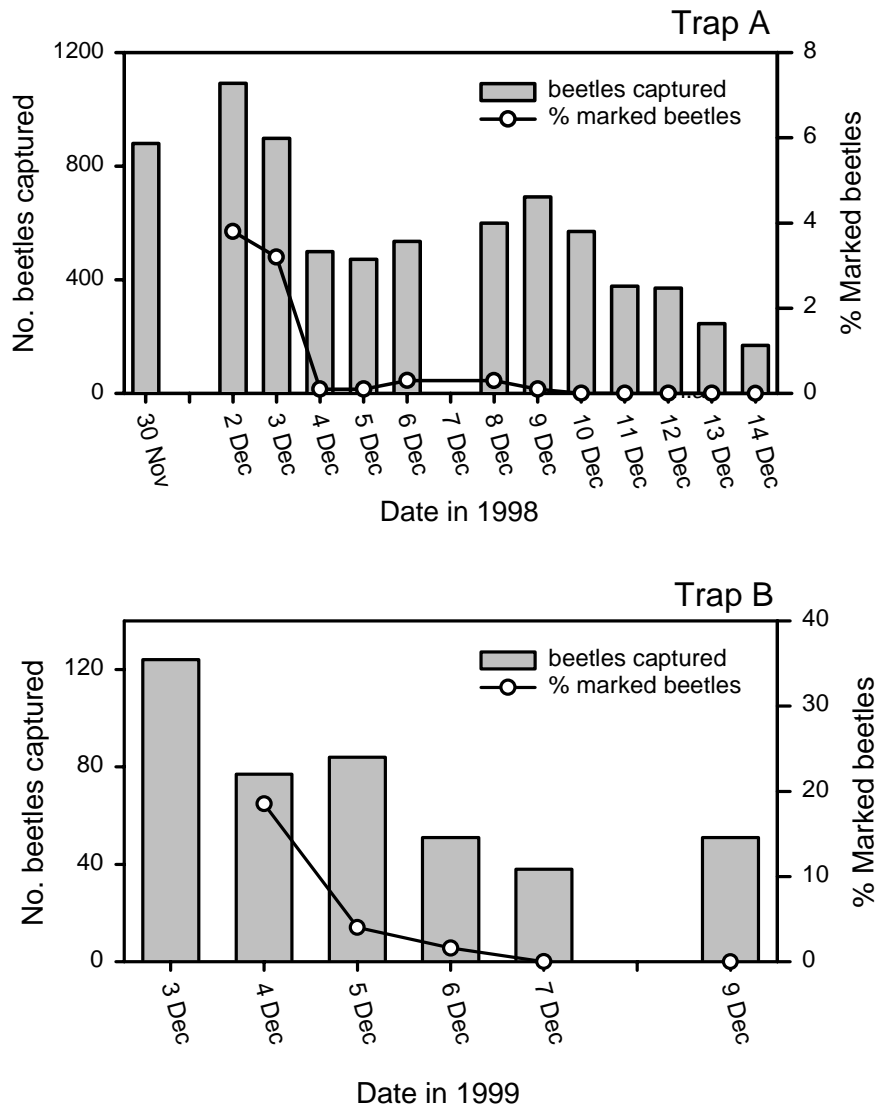 Trap A
1200
800
400
0
No. beetles captured
8
6
4
2
0
% Marked beetles
beetles captured
% marked beetles
30 Nov
2 Dec
3 Dec
4 Dec
5 Dec
6 Dec
7 Dec
8 Dec
9 Dec
10 Dec
11 Dec
12 Dec
13 Dec
14 Dec
Date in 1998
Trap B
120
80
40
0
No. beetles captured
40
30
20
10
0
% Marked beetles
beetles captured
% marked beetles
3 Dec
4 Dec
5 Dec
6 Dec
7 Dec
9 Dec
Date in 1999